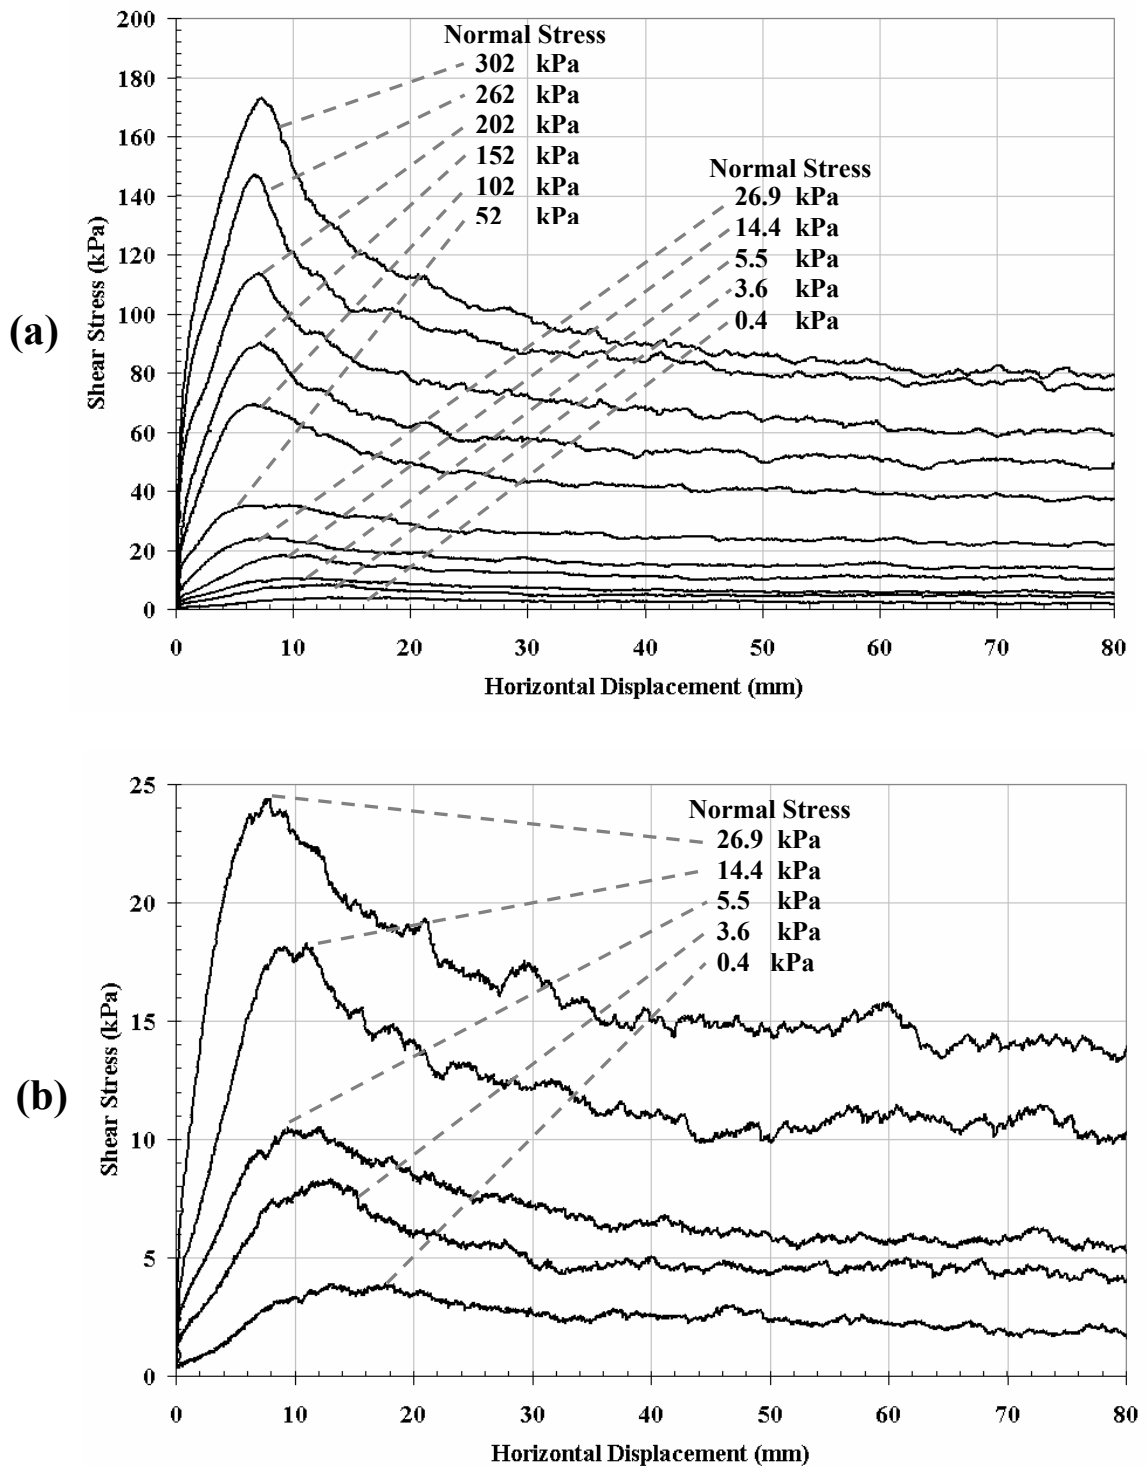 (a)
Shear Stress (kPa)
200
180
160
140
120
100
80
60
40
20
0
Normal Stress
302 kPa
262 kPa
202 kPa
152 kPa
102 kPa
52 kPa
Normal Stress
26.9 kPa
14.4 kPa
5.5 kPa
3.6 kPa
0.4 kPa
0 10 20 30 40 50 60 70 80
Horizontal Displacement (mm)
(b)
Shear Stress (kPa)
25
20
15
10
5
0
Normal Stress
26.9 kPa
14.4 kPa
5.5 kPa
3.6 kPa
0.4 kPa
0 10 20 30 40 50 60 70 80
Horizontal Displacement (mm)